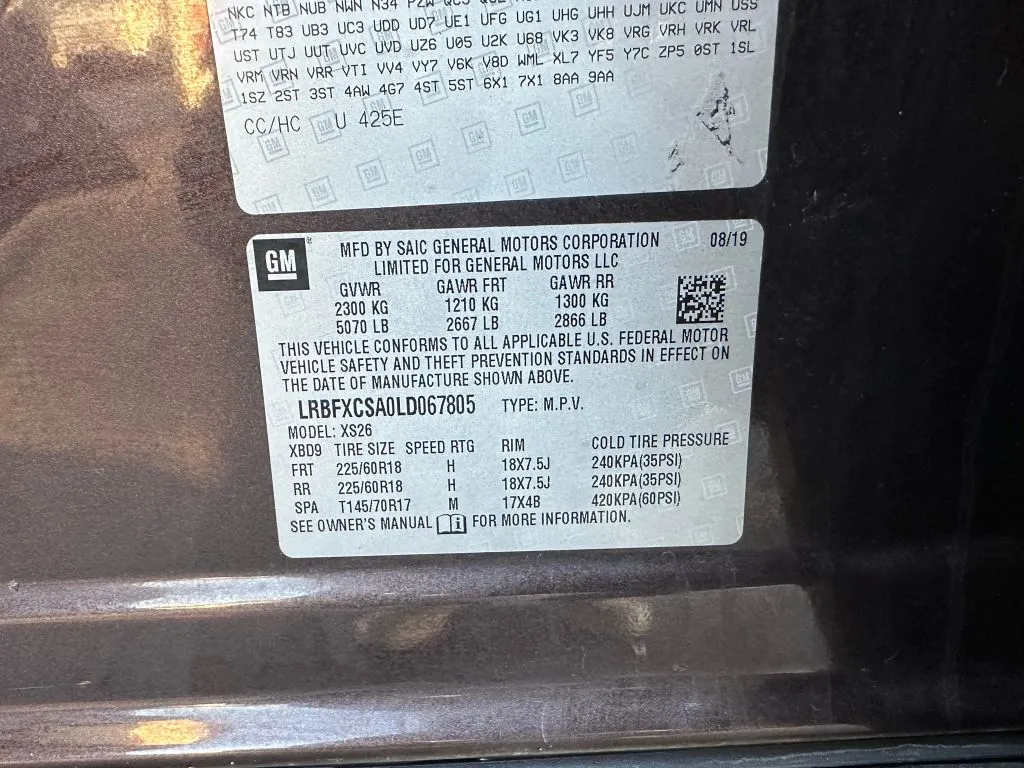 NKC NTB NUB NWN N34 PZW
T74 T83 UB3 UC3 UDD UD7 UE1 UFG UG1 UHG UHH UJM UKC UMN USS
UST UTJ UUT UVC UVD UZ6 U05 U2K U68 VK3 VK8 VRG VRH VRK VRL
VRM VRN VRR VTI VV4 VY7 V6K V8D WML XL7 YF5 Y7C ZP5 0ST 1SL
1SZ 2ST 3ST 4AW 4G7 4ST 5ST 6X1 7X1 8AA 9AA
CC/HC U 425E
GM
MFD BY SAIC GENERAL MOTORS CORPORATION 08/19
LIMITED FOR GENERAL MOTORS LLC
GVWR GAWR FRT GAWR RR
2300 KG 1210 KG 1300 KG
5070 LB 2667 LB 2866 LB
THIS VEHICLE CONFORMS TO ALL APPLICABLE U.S. FEDERAL MOTOR
VEHICLE SAFETY AND THEFT PREVENTION STANDARDS IN EFFECT ON
THE DATE OF MANUFACTURE SHOWN ABOVE.
LRBFXCSA0LD067805 TYPE: M.P.V.
MODEL: XS26
XBD9 TIRE SIZE SPEED RTG RIM COLD TIRE PRESSURE
FRT 225/60R18 H 18X7.5J 240KPA(35PSI)
RR 225/60R18 H 18X7.5J 240KPA(35PSI)
SPA T145/70R17 M 17X4B 420KPA(60PSI)
SEE OWNER'S MANUAL FOR MORE INFORMATION.